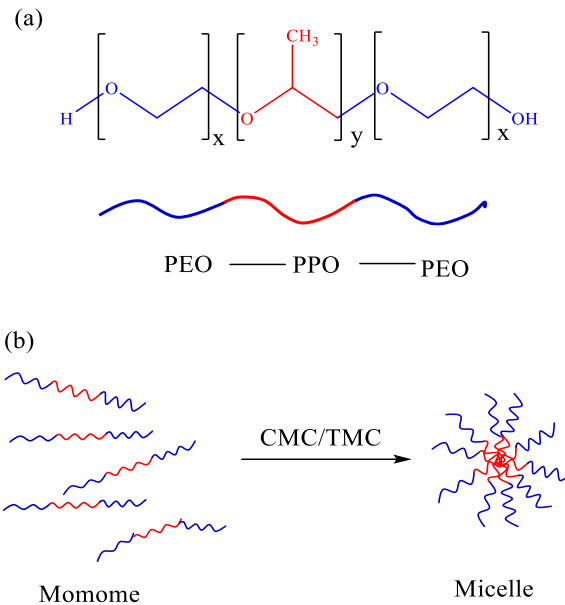 (a)
CH3
H
O
O
O
OH
x
y
x
PEO — PPO — PEO
(b)
CMC/TMC
Momome
Micelle